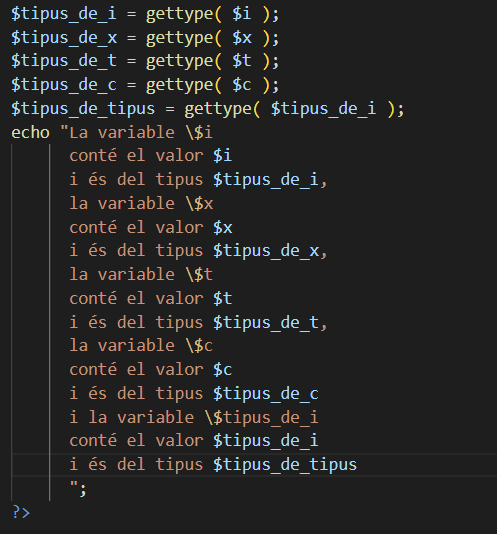 $tipus_de_i = gettype( $i );
$tipus_de_x = gettype( $x );
$tipus_de_t = gettype( $t );
$tipus_de_c = gettype( $c );
$tipus_de_tipus = gettype( $tipus_de_i );
echo "La variable \$i
conté el valor $i
i és del tipus $tipus_de_i,
la variable \$x
conté el valor $x
i és del tipus $tipus_de_x,
la variable \$t
conté el valor $t
i és del tipus $tipus_de_t,
la variable \$c
conté el valor $c
i és del tipus $tipus_de_c
i la variable \$tipus_de_i
conté el valor $tipus_de_i
i és del tipus $tipus_de_tipus
";
?>